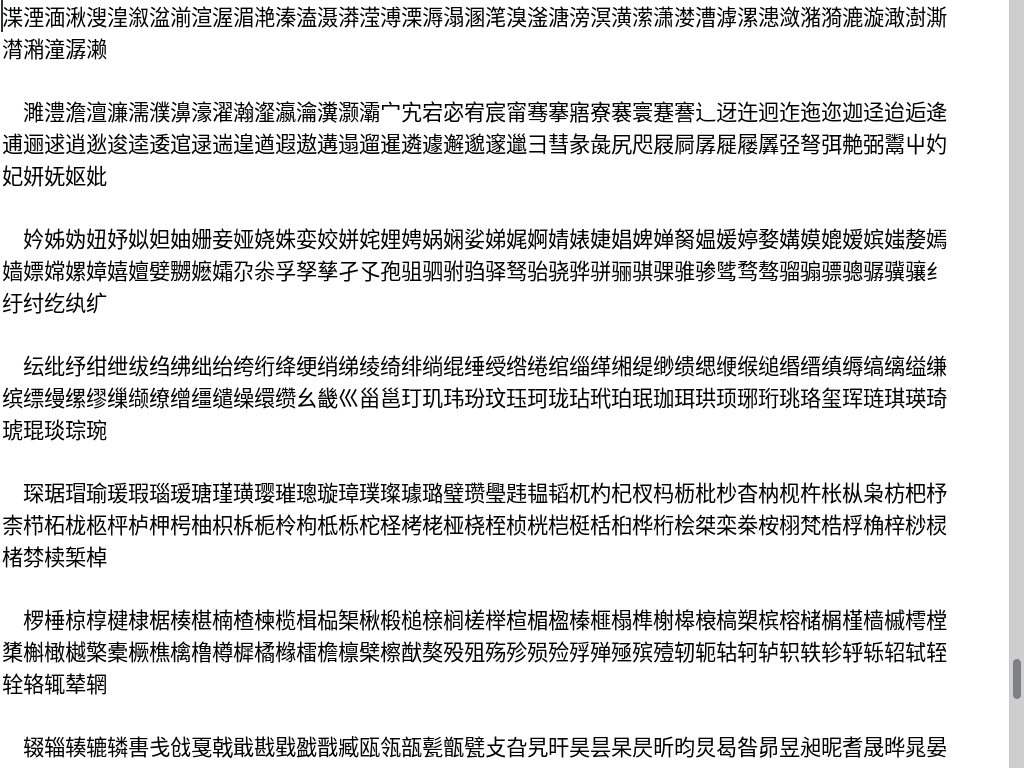 渫湮湎湫溲湟溆湓湔渲渥湄滟溱溘滠漭滢溥溧溽溻溷滗溴滏溏滂溟潢潆潇漤漕滹漯漶潋潴漪漉漩澉澍澌
潸潲潼潺濑
濉澧澹澶濂濡濮濞濠濯瀚瀣瀛瀹瀵灏灞宀宄宕宓宥宸甯骞搴寤寮褰寰蹇謇辶迓迕迥迮迤迩迦迳迨逅逄
逋逦逑逍逖逡逵逶逭逯遄遑遒遐遨遘遢遛暹遴遽邂邈邃邋彐彗彖彘尻咫屐屙孱屣屦羼弪弩弭艴弼鬻屮妁
妃妍妩妪妣
妗姊妫妞妤姒妲妯姗妾娅娆姝娈姣姘姹娌娉娲娴娑娣娓婀婧婊婕娼婢婵胬媪媛婷婺媾嫫媲嫒嫔媸嫠嫣
嫱嫖嫦嫘嫜嬉嬗嬖嬲嬷孀尕尜孚孥孳孑孓孢驵驷驸驺驿驽骀骁骅骈骊骐骒骓骖骘骛骜骝骟骠骢骣骥骧纟
纡纣纥纨纩
纭纰纾绀绁绂绉绋绌绐绔绗绛绠绡绨绫绮绯绱绲缍绶绺绻绾缁缂缃缇缈缋缌缏缑缒缗缙缜缛缟缡缢缣
缤缥缦缧缪缫缬缭缯缰缱缲缳缵幺畿巛甾邕玎玑玮玢玟珏珂珑玷玳珀珉珈珥珙顼琊珩珧珞玺珲琏琪瑛琦
琥琨琰琮琬
琛琚瑁瑜瑗瑕瑙瑷瑭瑾璜璎璀璁璇璋璞璨璩璐璧瓒璺韪韫韬杌杓杞杈杩枥枇杪杳枘枧杵枨枞枭枋杷杼
柰栉柘栊柩枰栌柙枵柚枳柝栀柃枸柢栎柁柽栲栳桠桡桎桢桄桤梃栝桕桦桁桧桀栾桊桉栩梵梏桴桷梓桫棂
楮棼椟椠棹
椤棰椋椁楗棣椐楱椹楠楂楝榄楫榀榘楸椴槌榇榈槎榉楦楣楹榛榧榻榫榭槔榱槁槊槟榕槠榍槿樯槭樗樘
橥槲橄樾檠橐橛樵檎橹樽樨橘橼檑檐檩檗檫猷獒殁殂殇殄殒殓殍殚殛殡殪轫轭轱轲轳轵轶轸轷轹轺轼轾
辁辂辄辇辋
辍辎辏辘辚軎戋戗戛戟戢戡戥戤戬臧瓯瓴瓿甏甑甓攴旮旯旰昊昙杲昃昕昀炅曷昝昴昱昶昵耆晟晔晁晏